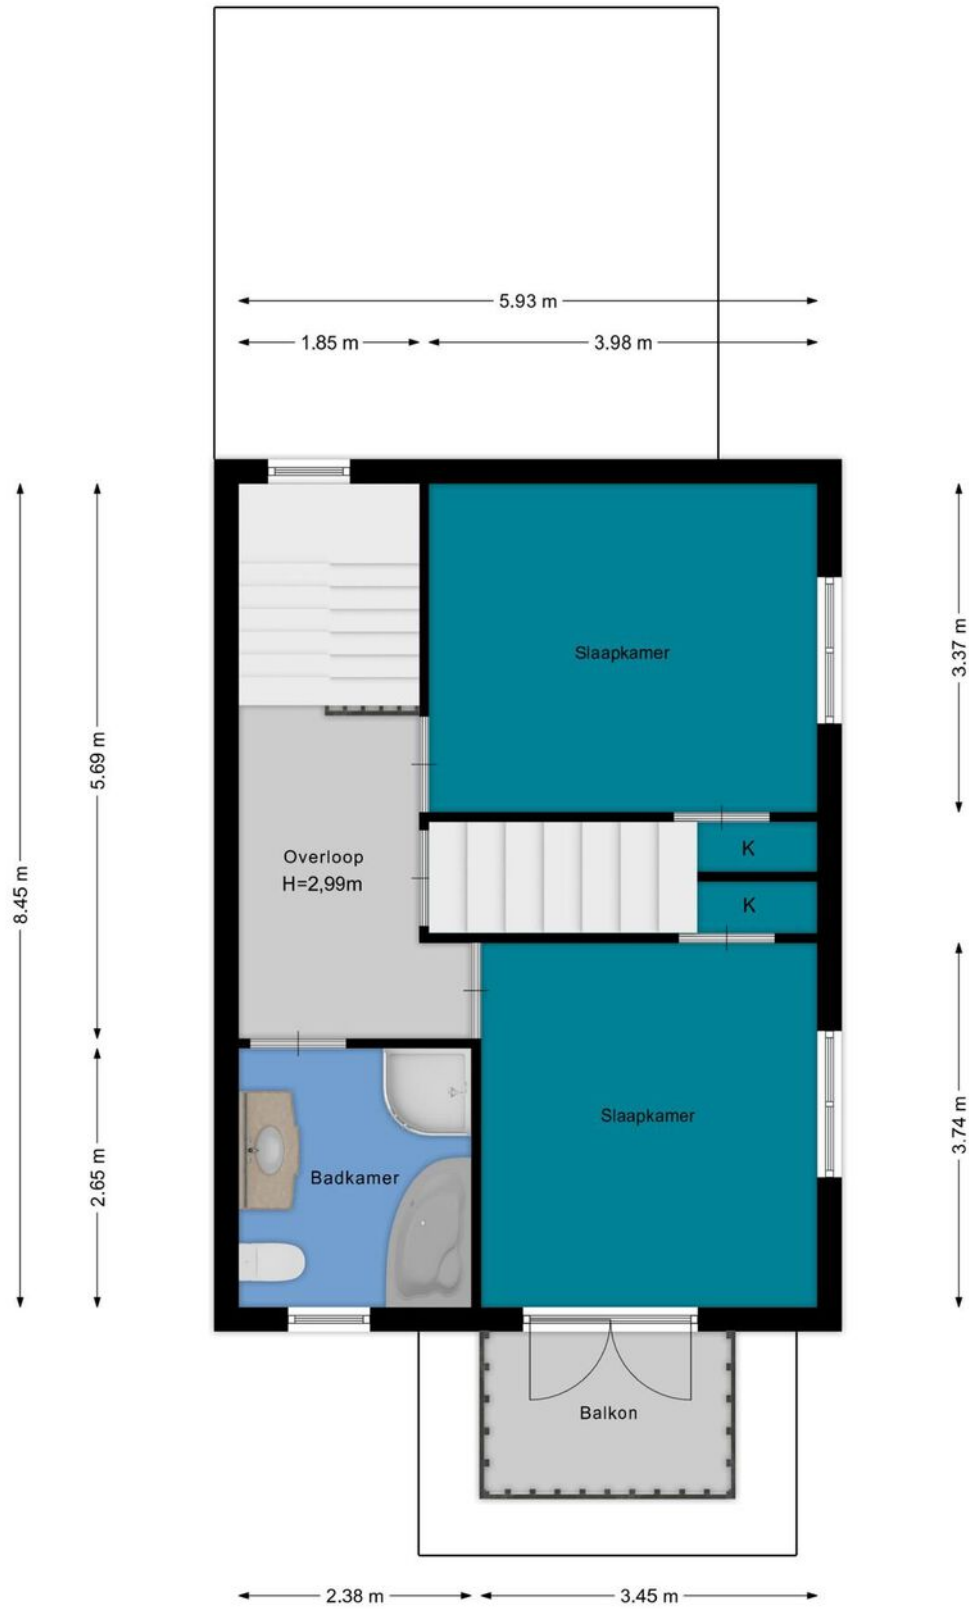 5.93 m
1.85 m
3.98 m
Slaapkamer
3.37 m
5.69 m
8.45 m
Overloop
H=2,99m
K
K
Slaapkamer
3.74 m
2.65 m
Badkamer
Balkon
2.38 m
3.45 m